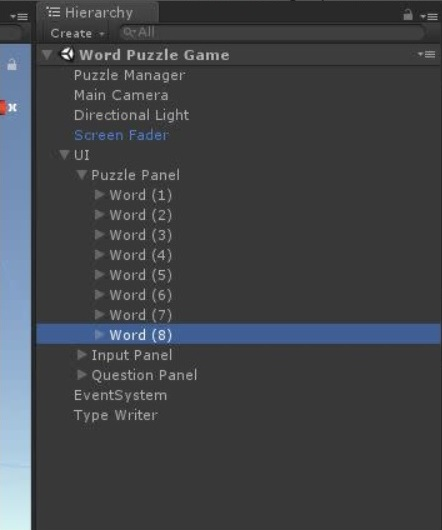 Hierarchy
Create All
Word Puzzle Game
Puzzle Manager
Main Camera
Directional Light
Screen Fader
UI
Puzzle Panel
Word (1)
Word (2)
Word (3)
Word (4)
Word (5)
Word (6)
Word (7)
Word (8)
Input Panel
Question Panel
EventSystem
Type Writer